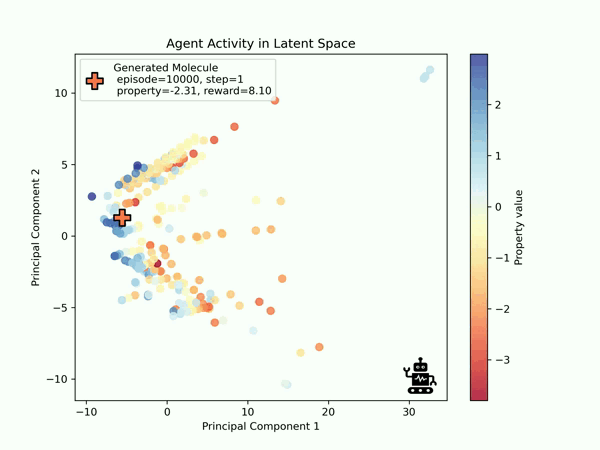 Agent Activity in Latent Space
Generated Molecule
episode=10000, step=1
property=-2.31, reward=8.10
10
5
0
−5
−10
Principal Component 2
−10
0
10
20
30
Principal Component 1
2
1
0
−1
−2
−3
Property value